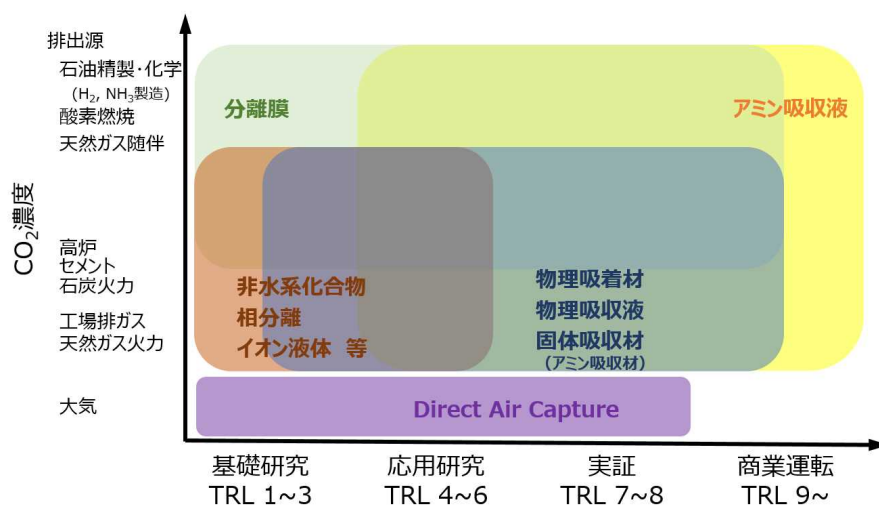 排出源
石油精製・化学
(H₂, NH₃製造)
酸素燃焼
天然ガス随伴
高炉
セメント
石炭火力
工場排ガス
天然ガス火力
大気
CO₂濃度
分離膜
アミン吸収液
非水系化合物
相分離
イオン液体 等
物理吸着材
物理吸収液
固体吸収材
(アミン吸収材)
Direct Air Capture
基礎研究
TRL 1~3
応用研究
TRL 4~6
実証
TRL 7~8
商業運転
TRL 9~